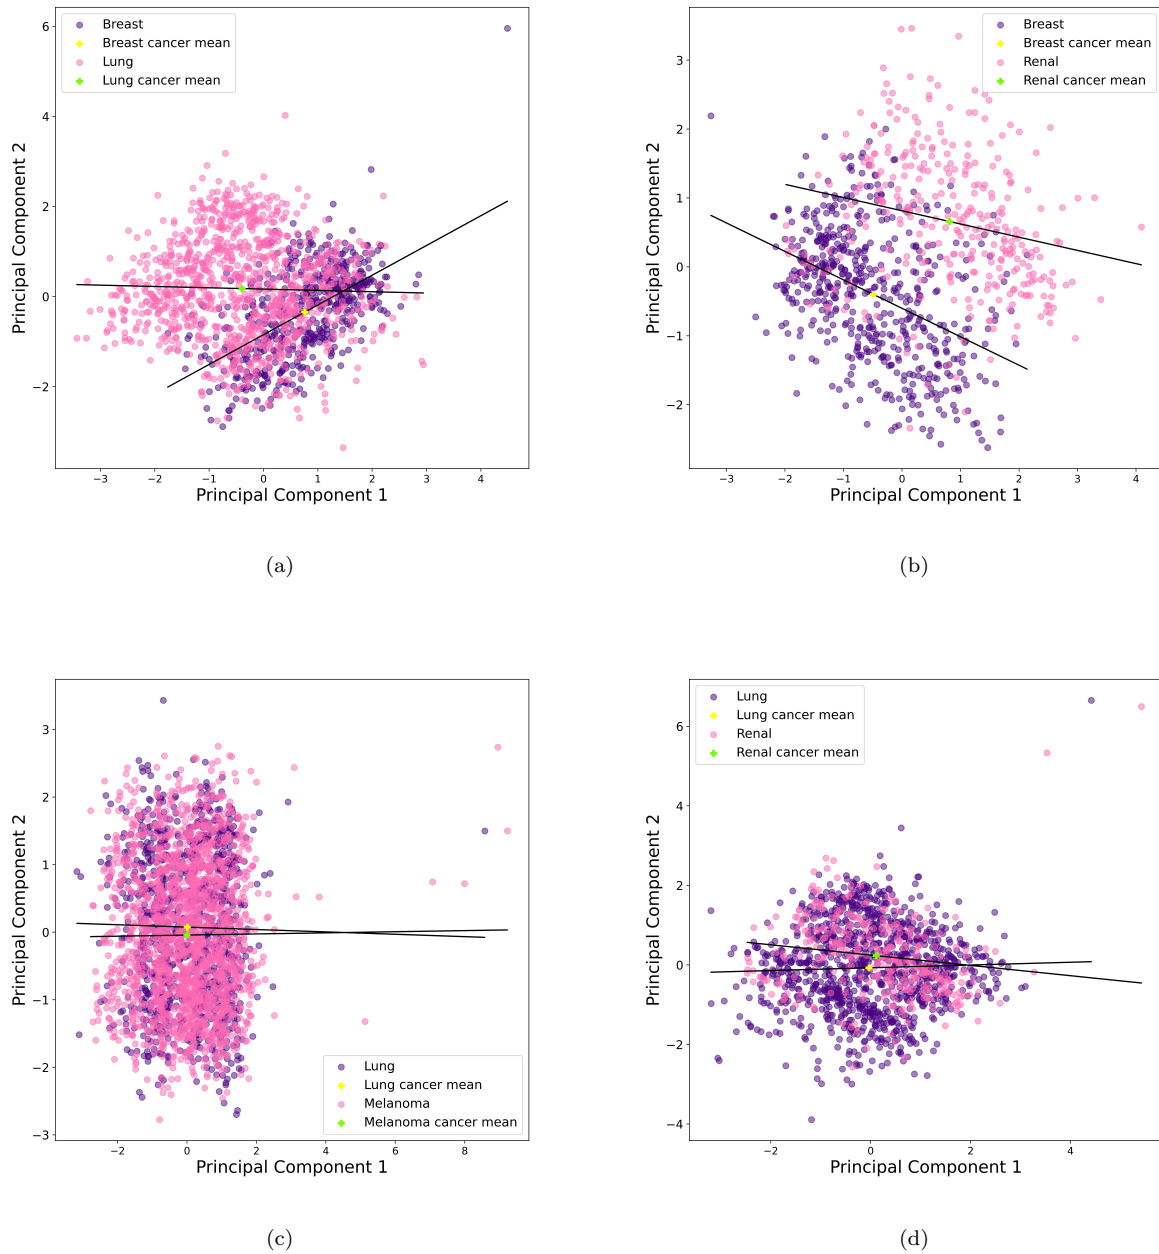 Breast
Breast cancer mean
Lung
Lung cancer mean
6
4
2
0
−2
−3 −2 −1 0 1 2 3 4
Principal Component 1
Principal Component 2
(a)
Breast
Breast cancer mean
Renal
Renal cancer mean
3
2
1
0
−1
−2
−3 −2 −1 0 1 2 3 4
Principal Component 1
Principal Component 2
(b)
3
2
1
0
−1
−2
−3
−2 0 2 4 6 8
Principal Component 1
Principal Component 2
Lung
Lung cancer mean
Melanoma
Melanoma cancer mean
(c)
Lung
Lung cancer mean
Renal
Renal cancer mean
6
4
2
0
−2
−4
−2 0 2 4
Principal Component 1
Principal Component 2
(d)